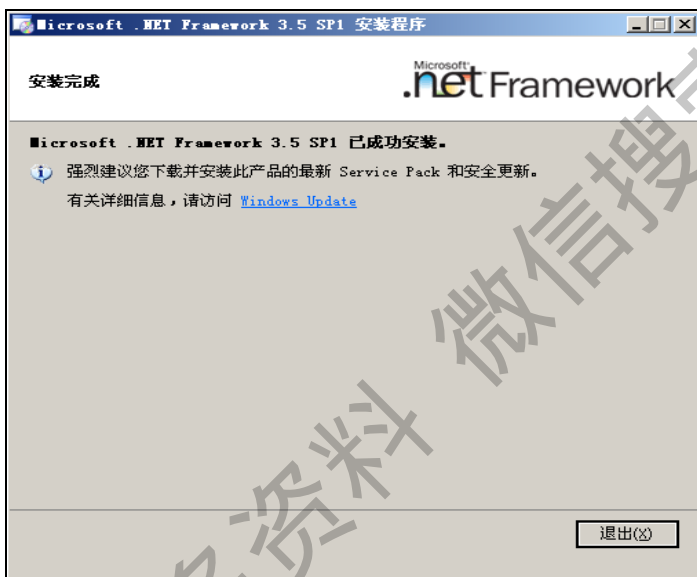 Microsoft .NET Framework 3.5 SP1 安装程序
安装完成
Microsoft
.net Framework
Microsoft .NET Framework 3.5 SP1 已成功安装。
强烈建议您下载并安装此产品的最新 Service Pack 和安全更新。
有关详细信息，请访问 Windows Update
微信搜
资料
退出(X)